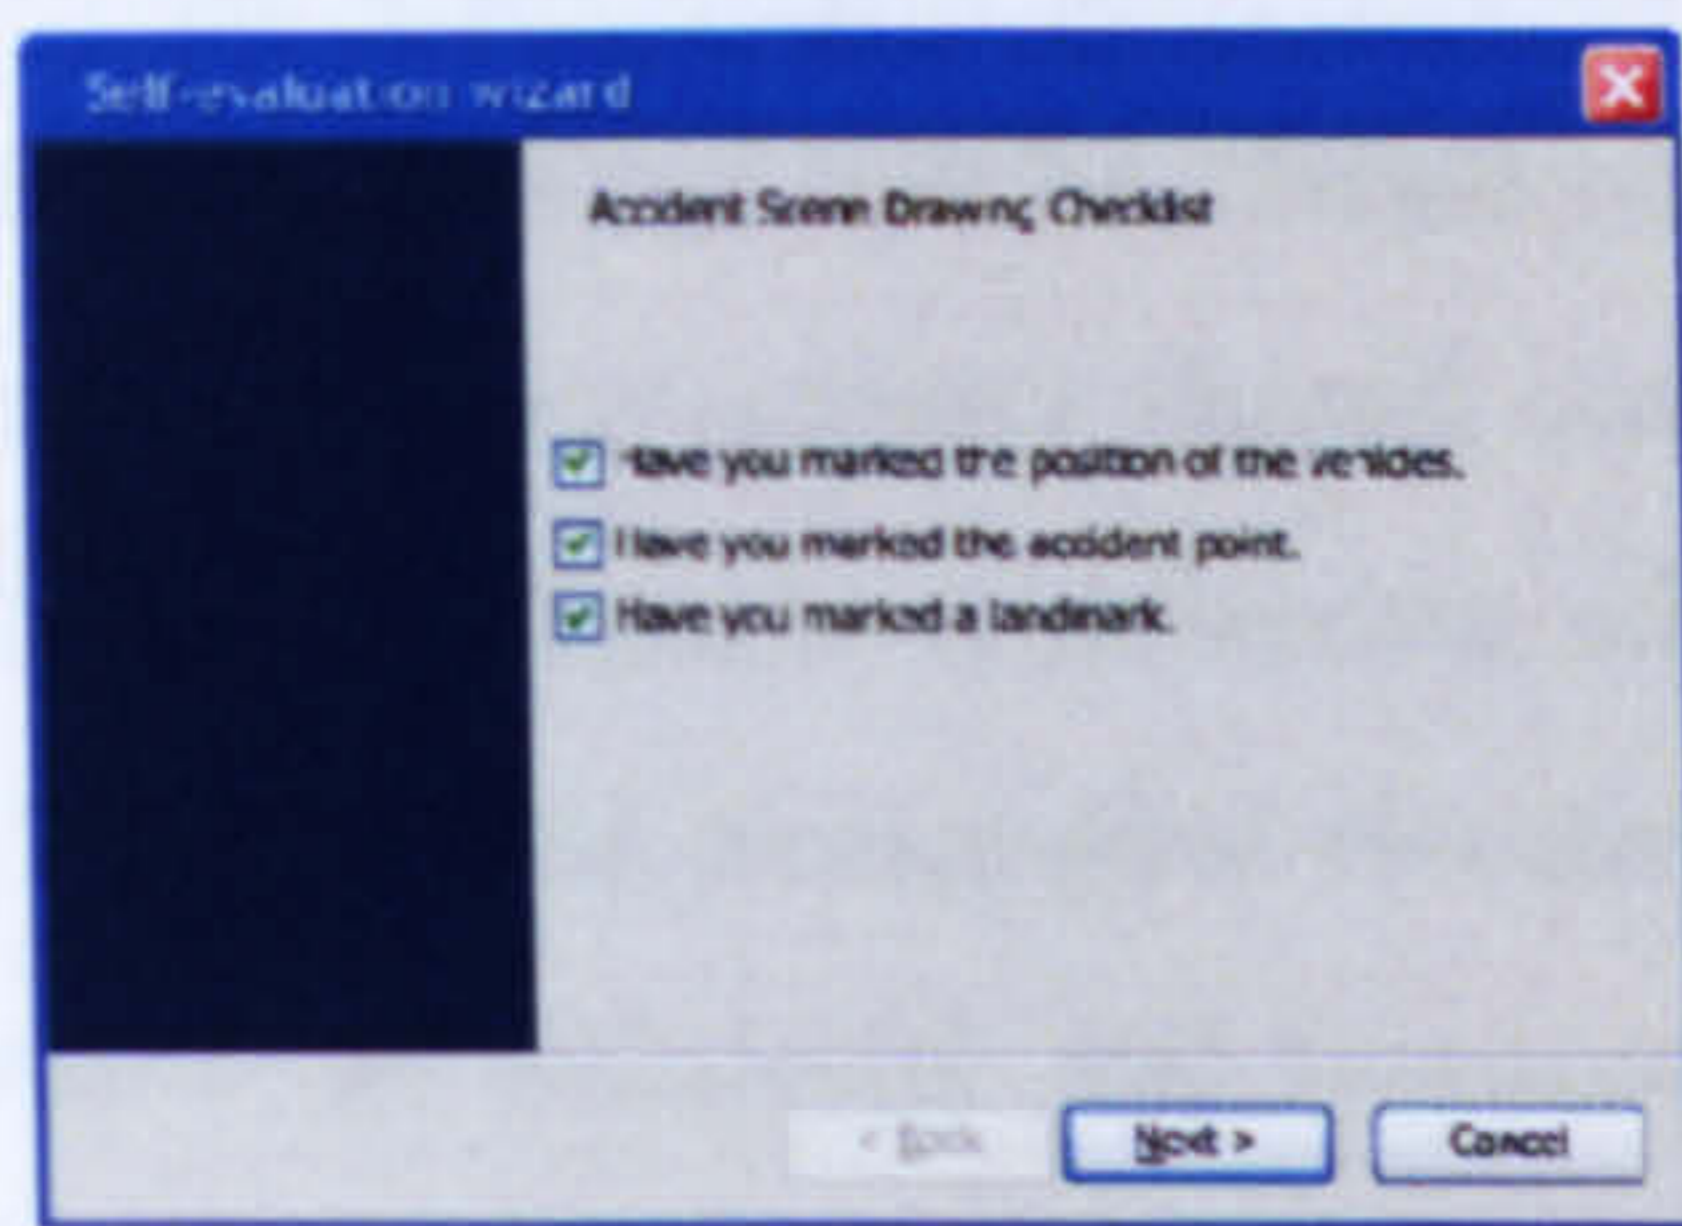 Self-evaluation wizard
Accident Scene Drawing Checklist
Have you marked the position of the vehicles.
Have you marked the accident point.
Have you marked a landmark.
< Back
Next >
Cancel